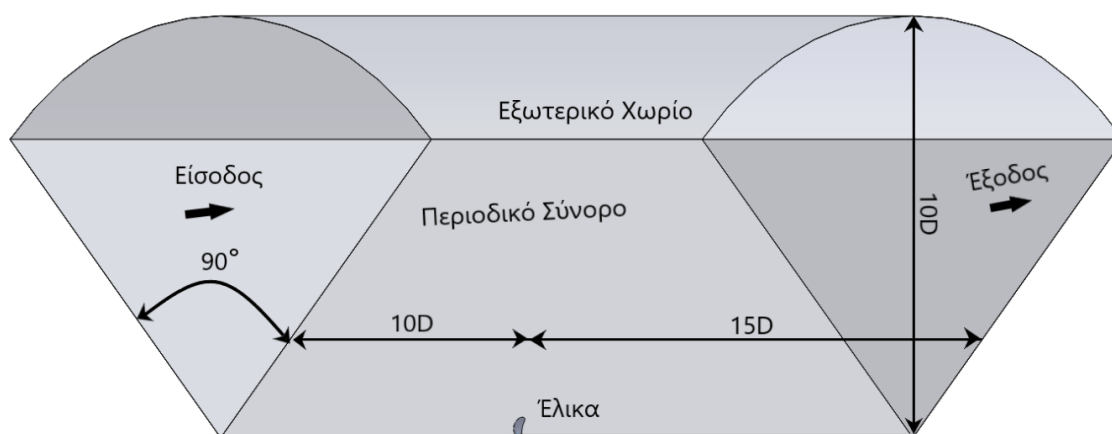 Εξωτερικό Χωρίο
Είσοδος
Έξοδος
Περιοδικό Σύνορο
10D
90°
10D
15D
Έλικα